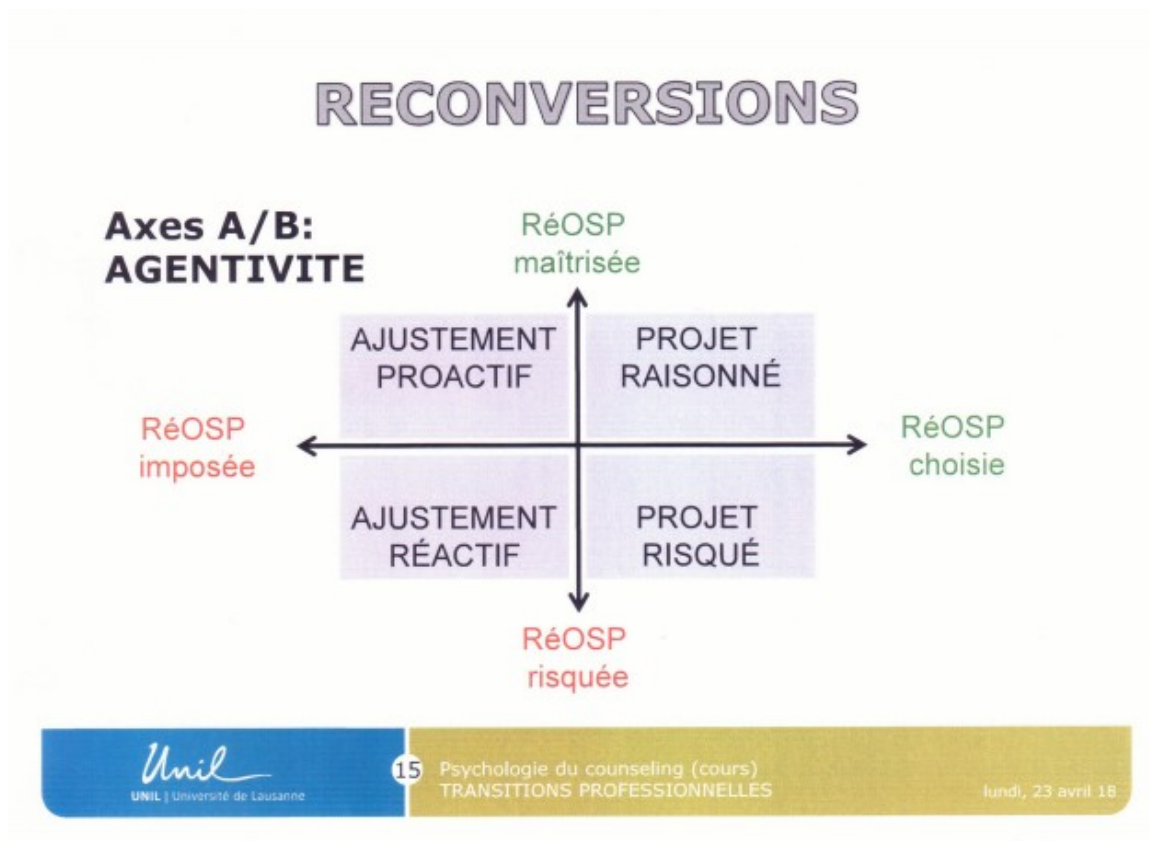 RECONVERSIONS
Axes A/B:
AGENTIVITE
RéOSP
maîtrisée
AJUSTEMENT
PROACTIF
PROJET
RAISONNÉ
RéOSP
imposée
RéOSP
choisie
AJUSTEMENT
RÉACTIF
PROJET
RISQUÉ
RéOSP
risquée
Unil
UNIL | Université de Lausanne
15
Psychologie du counseling (cours)
TRANSITIONS PROFESSIONNELLES
lundi, 23 avril 18